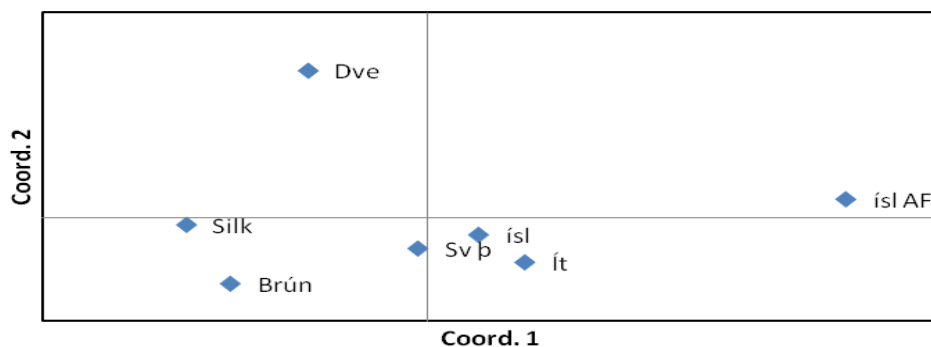 Dve
ísl AF
Silk
ísl
Sv þ
Ít
Brún
Coord. 2
Coord. 1